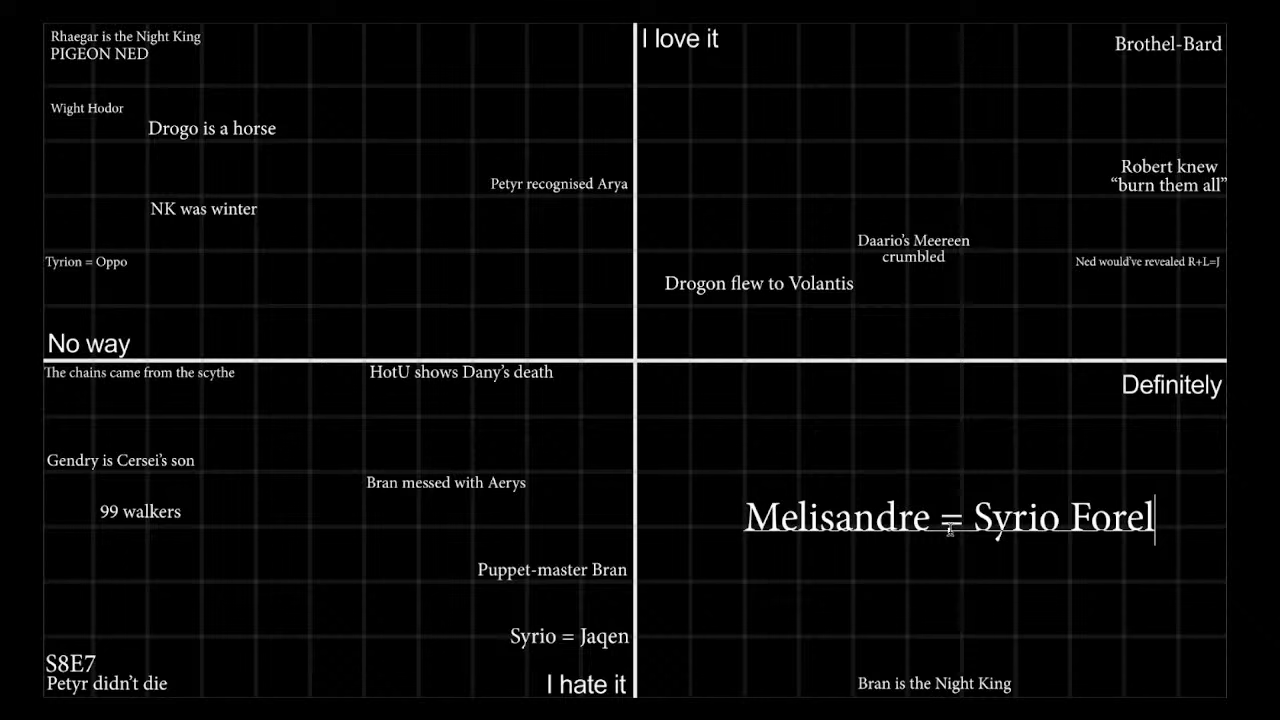 Rhaegar is the Night King
PIGEON NED
I love it
Brothel-Bard
Wight Hodor
Drogo is a horse
Petyr recognised Arya
Robert knew
“burn them all”
NK was winter
Daario’s Meereen
crumbled
Tyrion = Oppo
Ned would’ve revealed R+L=J
Drogon flew to Volantis
No way
The chains came from the scythe
HotU shows Dany’s death
Definitely
Gendry is Cersei’s son
Bran messed with Aerys
99 walkers
Melisandre = Syrio Forel
Puppet-master Bran
Syrio = Jaqen
S8E7
Petyr didn’t die
I hate it
Bran is the Night King